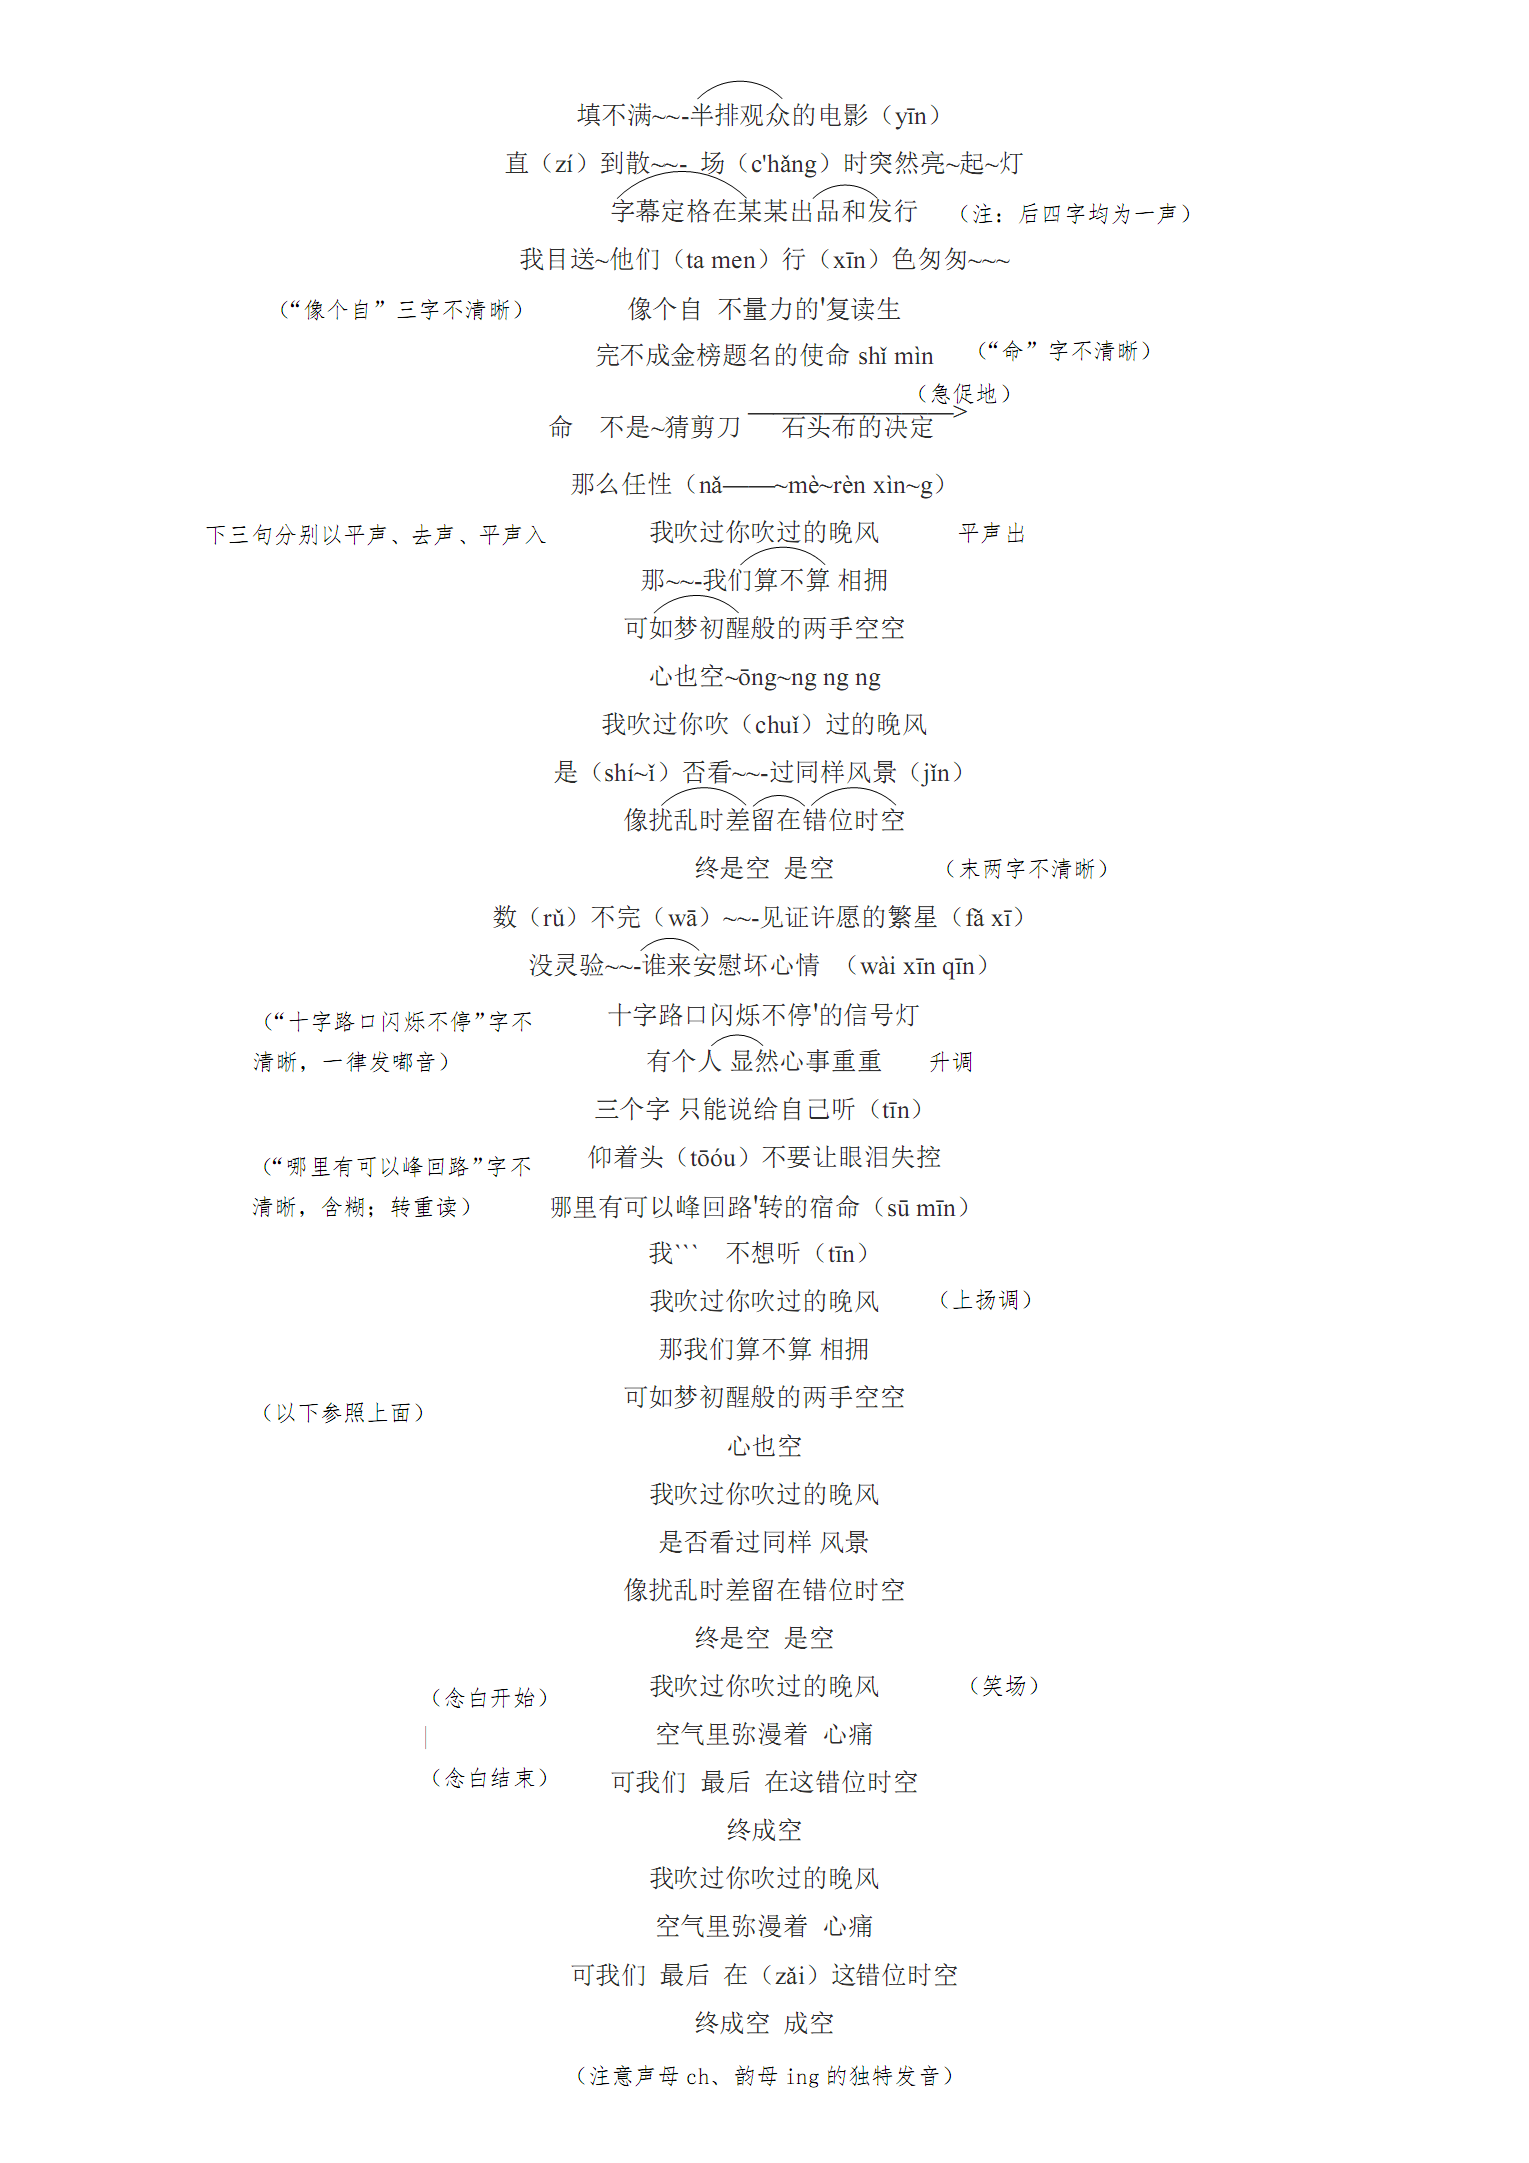 填不满~~-半排观众的电影（yīn）
直（zí）到散~~- 场（c'hǎng）时突然亮~起~灯
字幕定格在某某出品和发行 （注：后四字均为一声）
我目送~他们（ta men）行（xīn）色匆匆~~~
（“像个自”三字不清晰） 像个自 不量力的'复读生
完不成金榜题名的使命 shǐ mìn （“命”字不清晰）
（急促地）
命 不是~猜剪刀 石头布的决定
那么任性（nǎ——~mè~rèn xìn~g）
下三句分别以平声、去声、平声入 我吹过你吹过的晚风 平声出
那~~-我们算不算 相拥
可如梦初醒般的两手空空
心也空~ōng~ng ng ng
我吹过你吹（chuǐ）过的晚风
是（shí~ǐ）否看~~-过同样风景（jǐn）
像扰乱时差留在错位时空
终是空 是空 （末两字不清晰）
数（rǔ）不完（wā）~~-见证许愿的繁星（fǎ xī）
没灵验~~-谁来安慰坏心情 （wài xīn qīn）
（“十字路口闪烁不停”字不 十字路口闪烁不停'的信号灯
清晰，一律发嘟音） 有个人 显然心事重重 升调
三个字 只能说给自己听（tīn）
仰着头（tōóu）不要让眼泪失控
（“哪里有可以峰回路”字不
清晰，含糊；转重读） 那里有可以峰回路'转的宿命（sū mīn）
我``` 不想听（tīn）
我吹过你吹过的晚风 （上扬调）
那我们算不算 相拥
可如梦初醒般的两手空空
（以下参照上面）
心也空
我吹过你吹过的晚风
是否看过同样 风景
像扰乱时差留在错位时空
终是空 是空
我吹过你吹过的晚风 （笑场）
（念白开始）
空气里弥漫着 心痛
（念白结束） 可我们 最后 在这错位时空
终成空
我吹过你吹过的晚风
空气里弥漫着 心痛
可我们 最后 在（zǎi）这错位时空
终成空 成空
（注意声母 ch、韵母 ing 的独特发音）